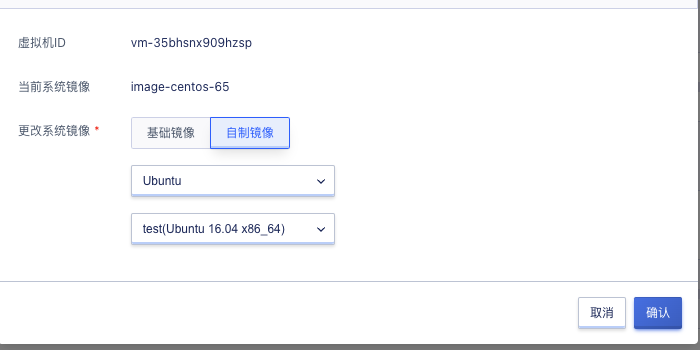 虚拟机ID vm-35bhsnx909hzsp
当前系统镜像 image-centos-65
更改系统镜像 * 基础镜像 自制镜像
Ubuntu
test(Ubuntu 16.04 x86_64)
取消 确认